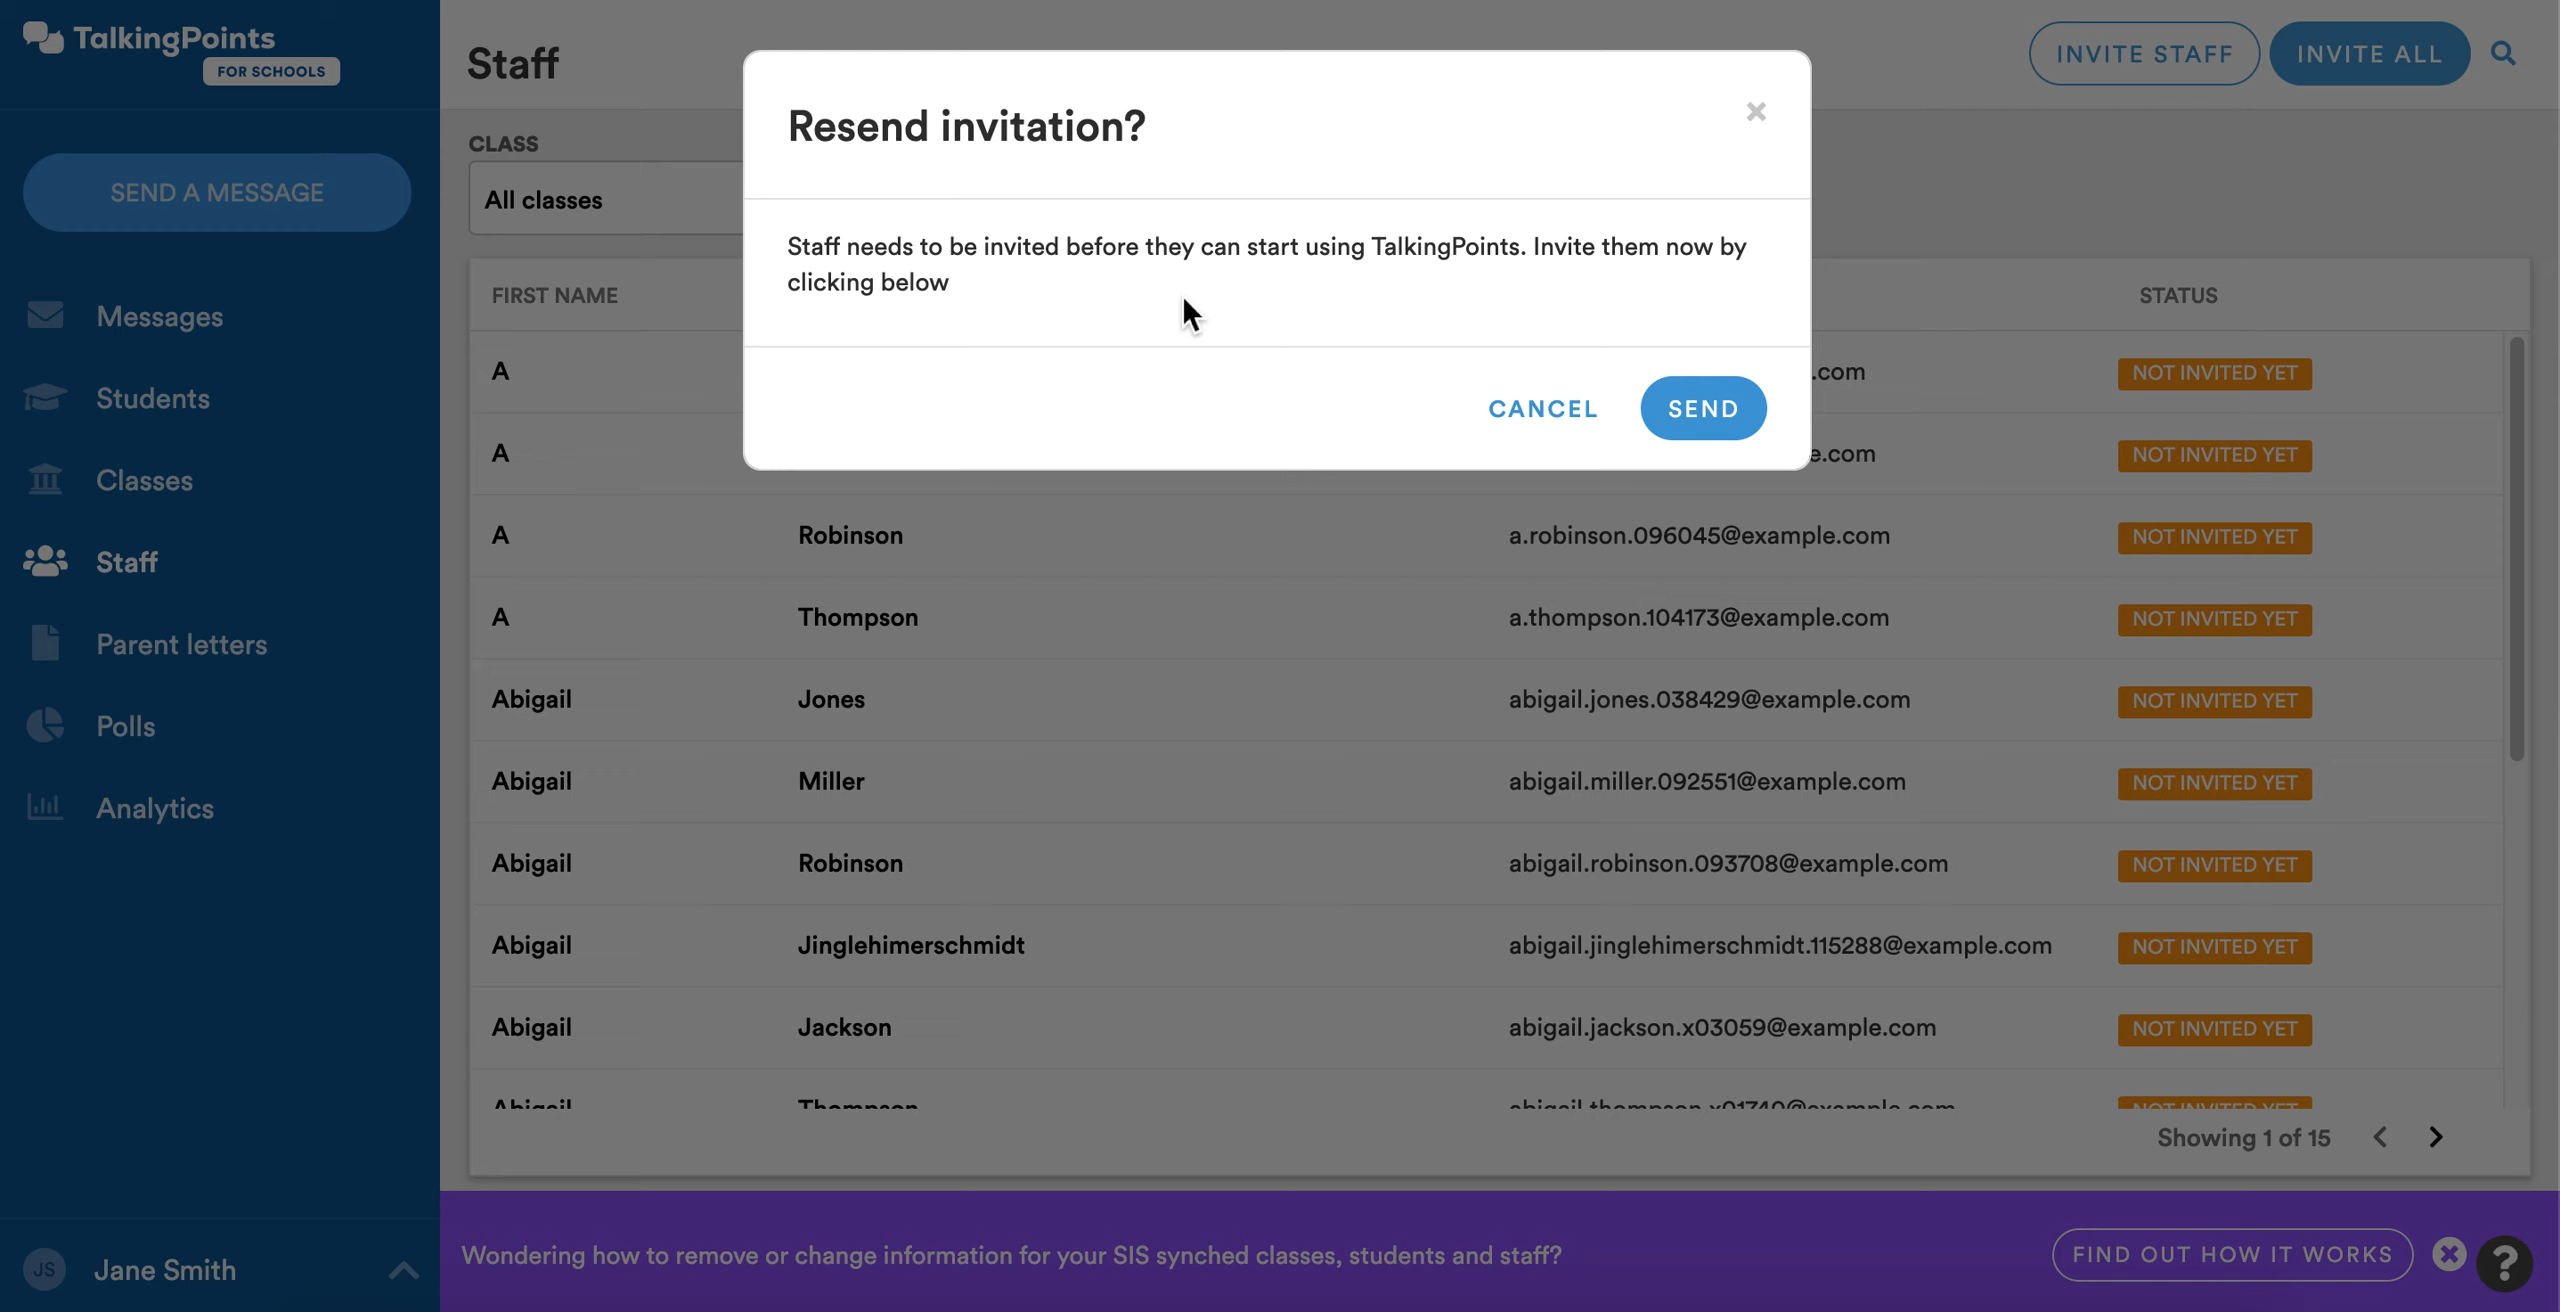 TalkingPoints
FOR SCHOOLS
SEND A MESSAGE
Messages
Students
Classes
Staff
Parent letters
Polls
Analytics
JS Jane Smith
Staff
INVITE STAFF
INVITE ALL
CLASS
All classes
Resend invitation?
Staff needs to be invited before they can start using TalkingPoints. Invite them now by
clicking below
CANCEL SEND
FIRST NAME STATUS
A .com NOT INVITED YET
A e.com NOT INVITED YET
A Robinson a.robinson.096045@example.com NOT INVITED YET
A Thompson a.thompson.104173@example.com NOT INVITED YET
Abigail Jones abigail.jones.038429@example.com NOT INVITED YET
Abigail Miller abigail.miller.092551@example.com NOT INVITED YET
Abigail Robinson abigail.robinson.093708@example.com NOT INVITED YET
Abigail Jinglehimerschmidt abigail.jinglehimerschmidt.115288@example.com NOT INVITED YET
Abigail Jackson abigail.jackson.x03059@example.com NOT INVITED YET
Abigail Thompson abigail.thompson.x01740@example.com NOT INVITED YET
Showing 1 of 15
Wondering how to remove or change information for your SIS synched classes, students and staff?
FIND OUT HOW IT WORKS
?